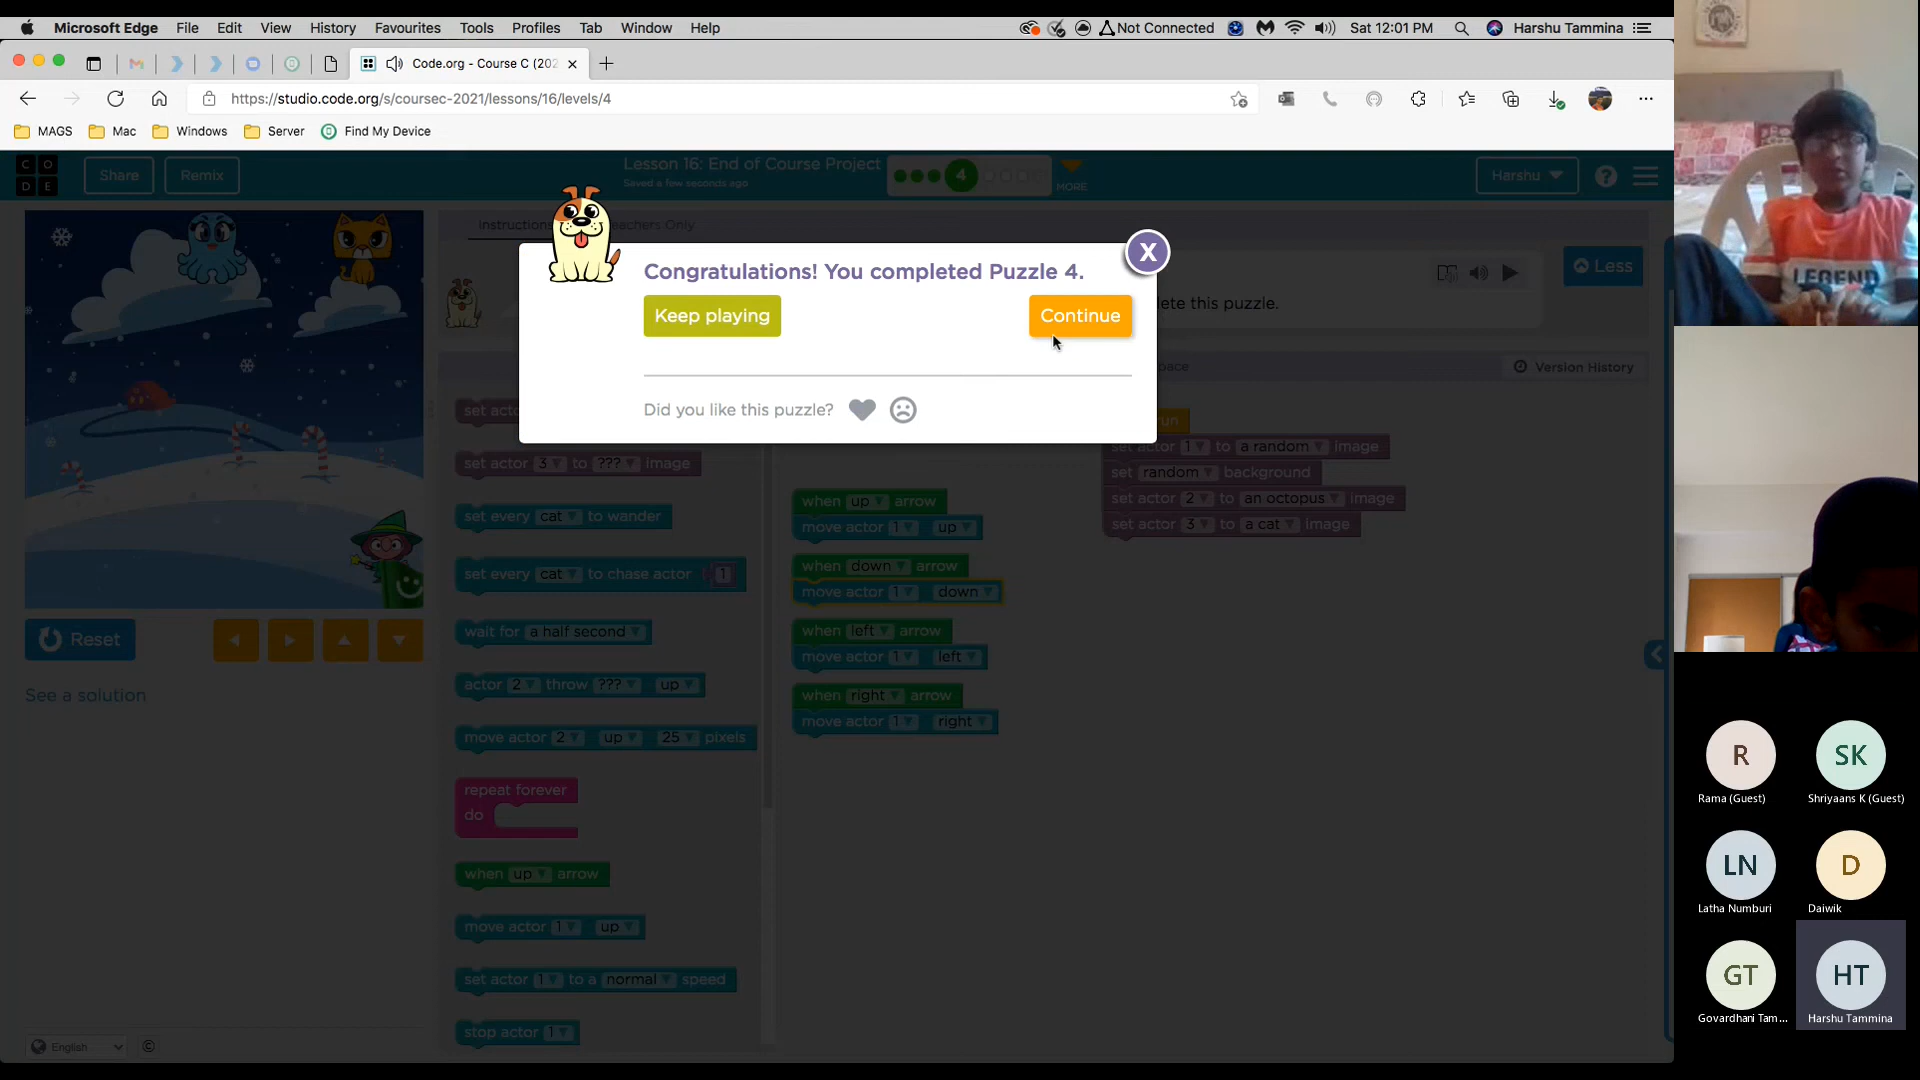 Microsoft Edge File Edit View History Favourites Tools Profiles Tab Window Help Not Connected Sat 12:01 PM Harshu Tammina
Code.org - Course C (202
https://studio.code.org/s/coursec-2021/lessons/16/levels/4
MAGS Mac Windows Server Find My Device
C O D E
Share Remix
Lesson 16: End of Course Project
Saved a few seconds ago
4
MORE
Harshu
?
Instructions
eachers Only
Congratulations! You completed Puzzle 4.
X
Keep playing
Continue
Did you like this puzzle?
lete this puzzle.
Less
pace
Version History
set acto
set actor 3 to ??? image
set every cat to wander
set every cat to chase actor 1
wait for a half second
actor 2 throw ??? up
move actor 2 up 25 pixels
repeat forever
do
when up arrow
move actor 1 up
set actor 1 to a normal speed
stop actor 1
when up arrow
move actor 1 up
when down arrow
move actor 1 down
when left arrow
move actor 1 left
when right arrow
move actor 1 right
run
set actor 1 to a random image
set random background
set actor 2 to an octopus image
set actor 3 to a cat image
Reset
See a solution
English
©
LEGEND
R
Rama (Guest)
SK
Shriyaans K (Guest)
LN
Latha Numburi
D
Daiwik
GT
Govardhani Tam...
HT
Harshu Tammina